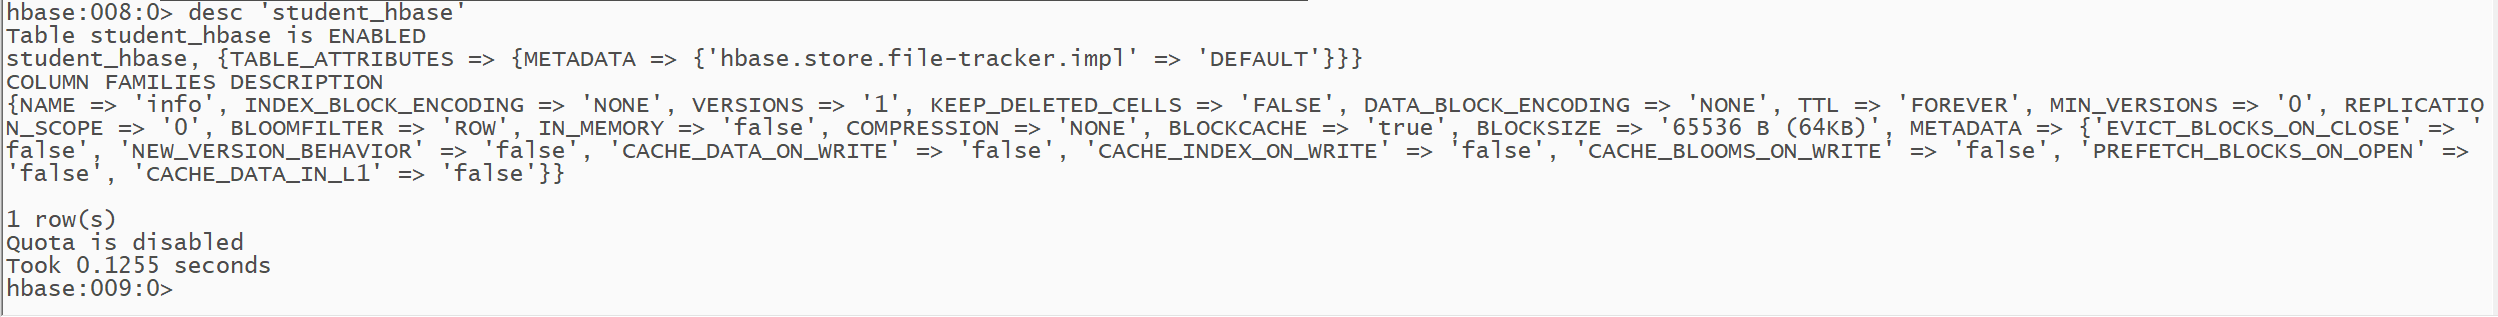 hbase:008:0> desc 'student_hbase'
Table student_hbase is ENABLED
student_hbase, {TABLE_ATTRIBUTES => {METADATA => {'hbase.store.file-tracker.impl' => 'DEFAULT'}}}
COLUMN FAMILIES DESCRIPTION
{NAME => 'info', INDEX_BLOCK_ENCODING => 'NONE', VERSIONS => '1', KEEP_DELETED_CELLS => 'FALSE', DATA_BLOCK_ENCODING => 'NONE', TTL => 'FOREVER', MIN_VERSIONS => '0', REPLICATIO
N_SCOPE => '0', BLOOMFILTER => 'ROW', IN_MEMORY => 'false', COMPRESSION => 'NONE', BLOCKCACHE => 'true', BLOCKSIZE => '65536 B (64KB)', METADATA => {'EVICT_BLOCKS_ON_CLOSE' => '
false', 'NEW_VERSION_BEHAVIOR' => 'false', 'CACHE_DATA_ON_WRITE' => 'false', 'CACHE_INDEX_ON_WRITE' => 'false', 'CACHE_BLOOMS_ON_WRITE' => 'false', 'PREFETCH_BLOCKS_ON_OPEN' =>
'false', 'CACHE_DATA_IN_L1' => 'false'}}
1 row(s)
Quota is disabled
Took 0.1255 seconds
hbase:009:0>